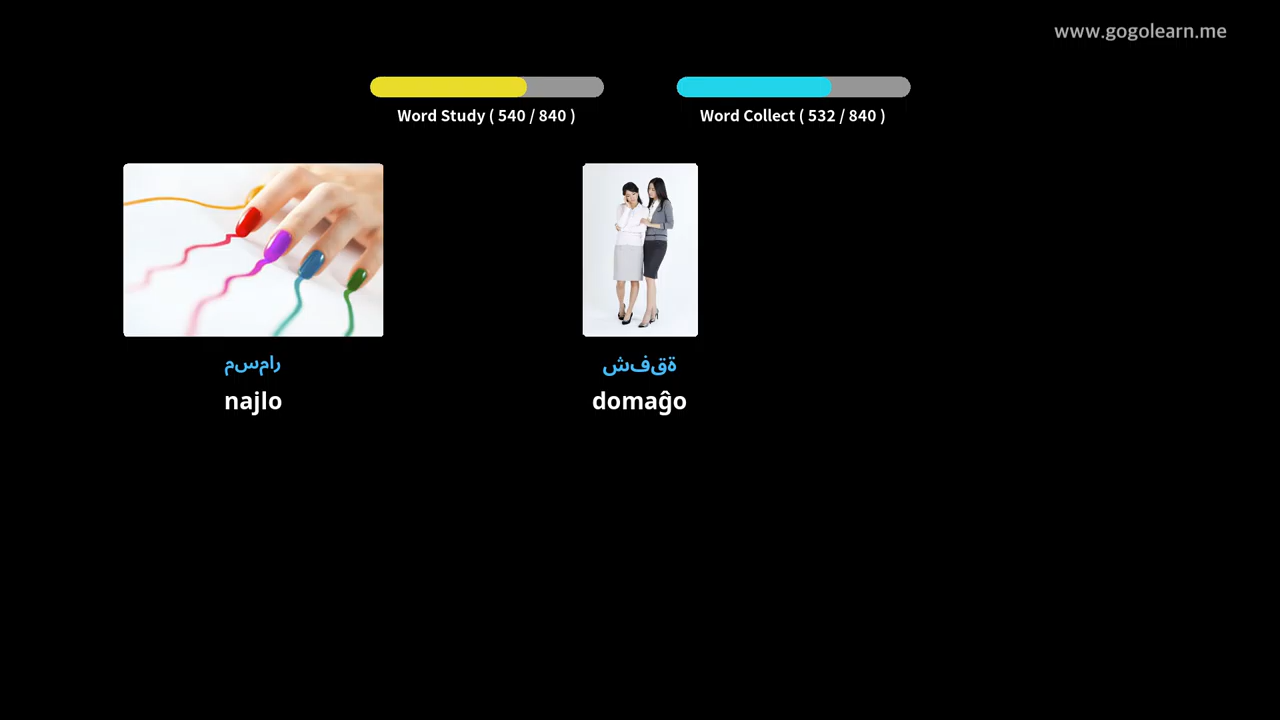 www.gogolearn.me
Word Study ( 540 / 840 )
Word Collect ( 532 / 840 )
رامسم
najlo
ةقفش
domaĝo